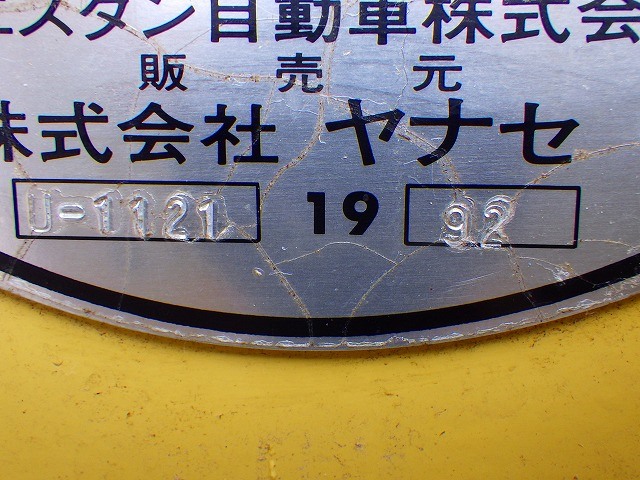 エスタン自動車株式会
販売元
株式会社 ヤナセ
U-1121 19 92